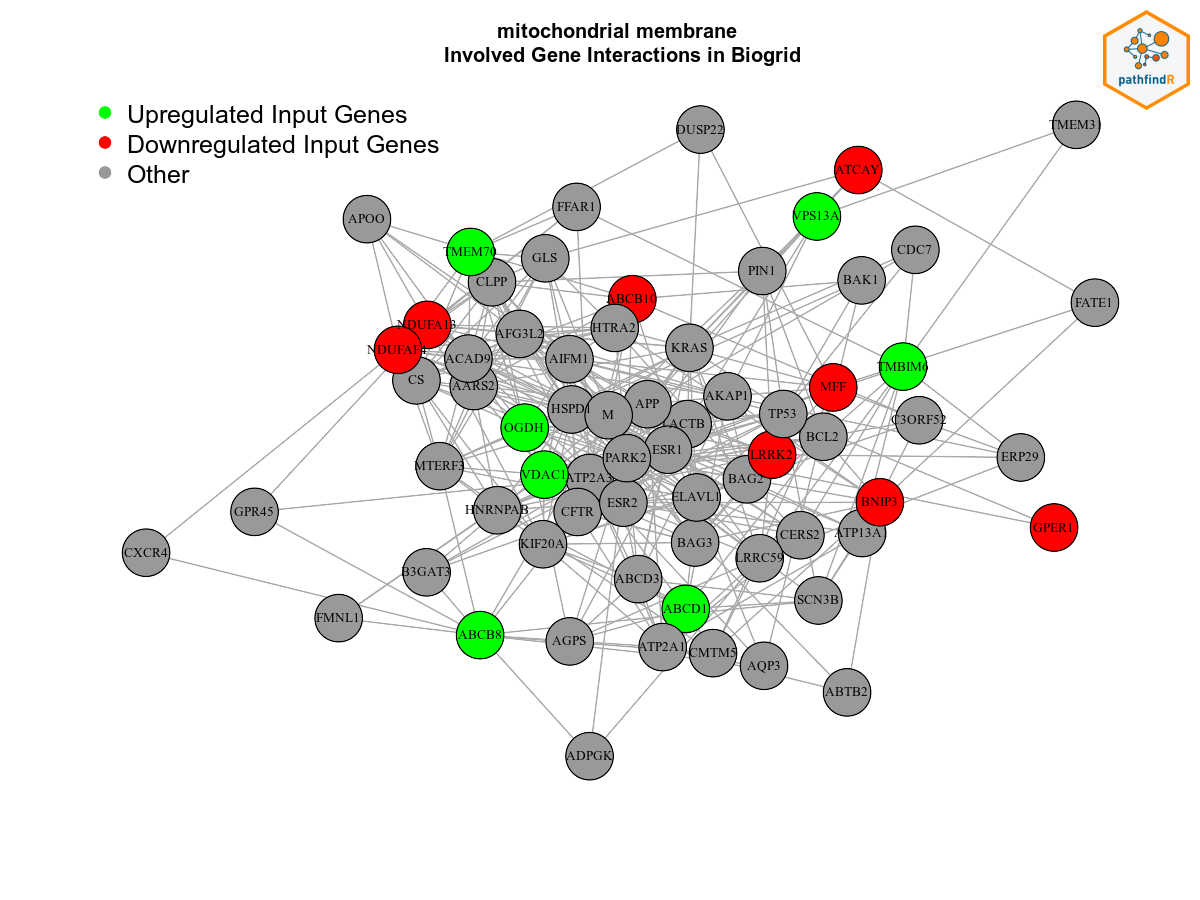 mitochondrial membrane
Involved Gene Interactions in Biogrid
pathfindR
Upregulated Input Genes
Downregulated Input Genes
Other
DUSP22
TMEM31
ATCAY
FFAR1
APOO
VPS13A
TMEM70
GLS
CDC7
PIN1
CLPP
BAK1
ABCB10
FATE1
NDUFA13
HTRA2
AFG3L2
NDUFAF4
KRAS
ACAD9
AIFM1
TMBIM6
CS
AARS2
MFF
AKAP1
APP
HSPD1
M
TP53
C3ORF52
ACTB
OGDH
BCL2
ESR1
LRRK2
PARK2
ERP29
MTERF3
VDAC1
ATP2A3
BAG2
ELAVL1
ESR2
BNIP3
HNRNPAB
CFTR
GPR45
GPER1
ATP13A1
CERS2
KIF20A
BAG3
CXCR4
LRRC59
B3GAT3
ABCD3
SCN3B
ABCD1
FMNL1
ABCB8
AGPS
ATP2A1
CMTM5
AQP3
ABTB2
ADPGK